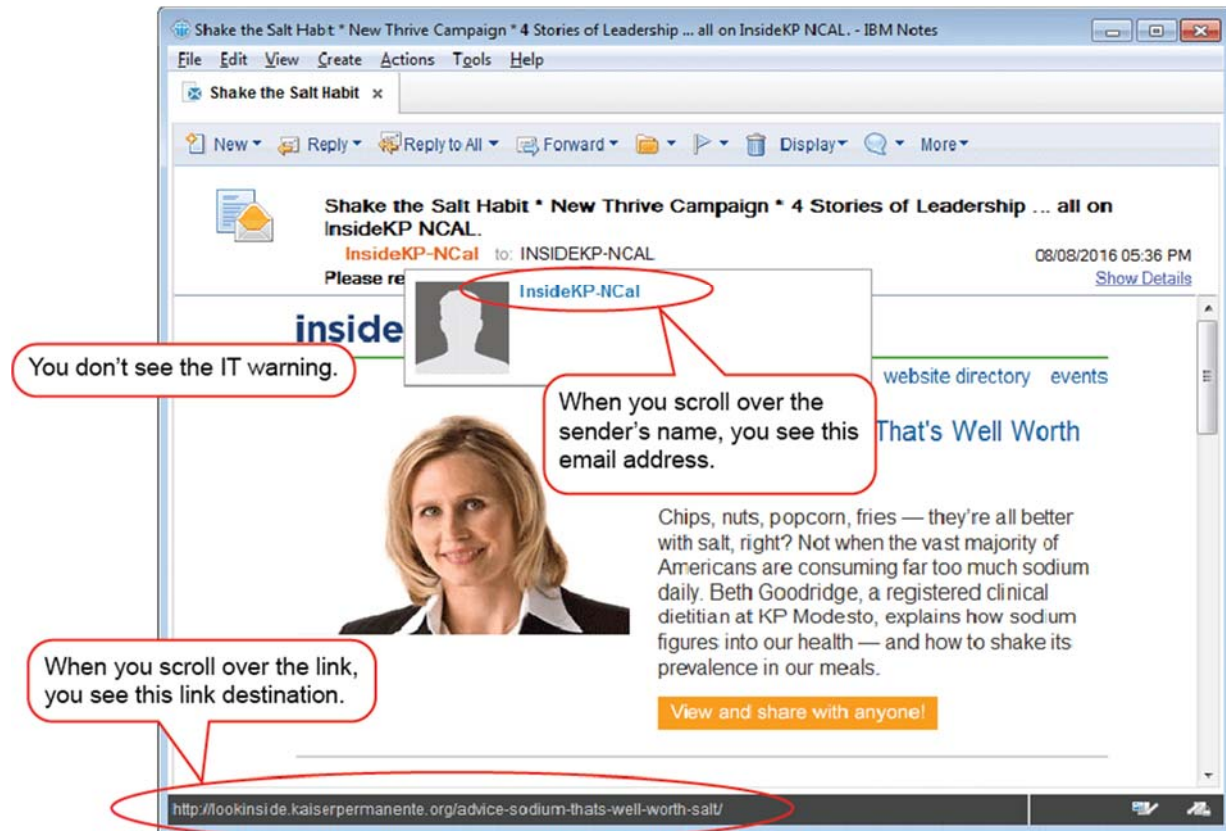 Shake the Salt Habit * New Thrive Campaign * 4 Stories of Leadership ... all on InsideKP NCAL. - IBM Notes
File Edit View Create Actions Tools Help
Shake the Salt Habit x
New Reply Reply to All Forward Display More
Shake the Salt Habit * New Thrive Campaign * 4 Stories of Leadership ... all on
InsideKP NCAL.
InsideKP-NCal to: INSIDEKP-NCAL
08/08/2016 05:36 PM
Please re
Show Details
InsideKP-NCal
inside
You don't see the IT warning.
website directory events
When you scroll over the
sender's name, you see this
email address.
That's Well Worth
Chips, nuts, popcorn, fries — they're all better
with salt, right? Not when the vast majority of
Americans are consuming far too much sodium
daily. Beth Goodridge, a registered clinical
dietitian at KP Modesto, explains how sodium
figures into our health — and how to shake its
prevalence in our meals.
When you scroll over the link,
you see this link destination.
View and share with anyone!
http://lookinside.kaiserpermanente.org/advice-sodium-thats-well-worth-salt/